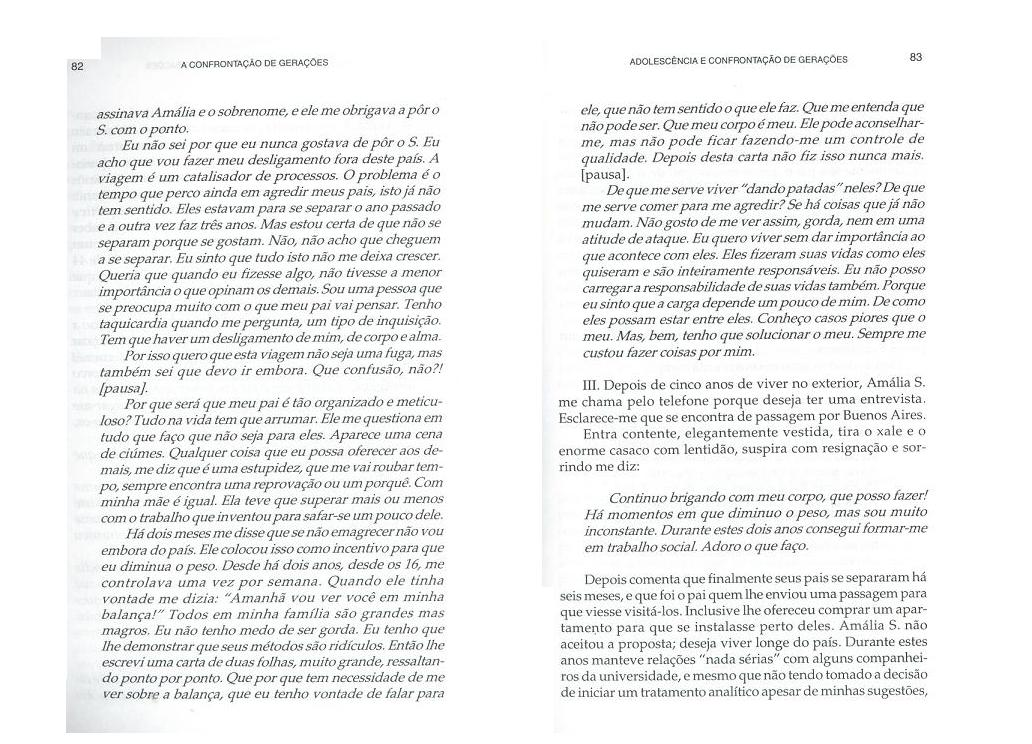 82
A CONFRONTAÇÃO DE GERAÇÕES
assinava Amália e o sobrenome, e ele me obrigava a pôr o
S. com o ponto.
Eu não sei por que eu nunca gostava de pôr o S. Eu
acho que vou fazer meu desligamento fora deste país. A
viagem é um catalisador de processos. O problema é o
tempo que perco ainda em agredir meus pais, isto já não
tem sentido. Eles estavam para se separar o ano passado
e a outra vez faz três anos. Mas estou certa de que não se
separam porque se gostam. Não, não acho que cheguem
a se separar. Eu sinto que tudo isto não me deixa crescer.
Queria que quando eu fizesse algo, não tivesse a menor
importância o que opinam os demais. Sou uma pessoa que
se preocupa muito com o que meu pai vai pensar. Tenho
taquicardia quando me pergunta, um tipo de inquisição.
Tem que haver um desligamento de mim, de corpo e alma.
Por isso quero que esta viagem não seja uma fuga, mas
também sei que devo ir embora. Que confusão, não?!
[pausa].
Por que será que meu pai é tão organizado e meticu-
loso? Tudo na vida tem que arrumar. Ele me questiona em
tudo que faço que não seja para eles. Aparece uma cena
de ciúmes. Qualquer coisa que eu possa oferecer aos de-
mais, me diz que é uma estupidez, que me vai roubar tem-
po, sempre encontra uma reprovação ou um porquê. Com
minha mãe é igual. Ela teve que superar mais ou menos
com o trabalho que inventou para safar-se um pouco dele.
Há dois meses me disse que se não emagrecer não vou
embora do país. Ele colocou isso como incentivo para que
eu diminua o peso. Desde há dois anos, desde os 16, me
controlava uma vez por semana. Quando ele tinha
vontade me dizia: “Amanhã vou ver você em minha
balança!” Todos em minha família são grandes mas
magros. Eu não tenho medo de ser gorda. Eu tenho que
lhe demonstrar que seus métodos são ridículos. Então lhe
escrevi uma carta de duas folhas, muito grande, ressaltan-
do ponto por ponto. Que por que tem necessidade de me
ver sobre a balança, que eu tenho vontade de falar para
ADOLESCÊNCIA E CONFRONTAÇÃO DE GERAÇÕES
83
ele, que não tem sentido o que ele faz. Que me entenda que
não pode ser. Que meu corpo é meu. Ele pode aconselhar-
me, mas não pode ficar fazendo-me um controle de
qualidade. Depois desta carta não fiz isso nunca mais.
[pausa].
De que me serve viver “dando patadas” neles? De que
me serve comer para me agredir? Se há coisas que já não
mudam. Não gosto de me ver assim, gorda, nem em uma
atitude de ataque. Eu quero viver sem dar importância ao
que acontece com eles. Eles fizeram suas vidas como eles
quiseram e são inteiramente responsáveis. Eu não posso
carregar a responsabilidade de suas vidas também. Porque
eu sinto que a carga depende um pouco de mim. De como
eles possam estar entre eles. Conheço casos piores que o
meu. Mas, bem, tenho que solucionar o meu. Sempre me
custou fazer coisas por mim.
III. Depois de cinco anos de viver no exterior, Amália S.
me chama pelo telefone porque deseja ter uma entrevista.
Esclarece-me que se encontra de passagem por Buenos Aires.
Entra contente, elegantemente vestida, tira o xale e o
enorme casaco com lentidão, suspira com resignação e sor-
rindo me diz:
Continuo brigando com meu corpo, que posso fazer!
Há momentos em que diminuo o peso, mas sou muito
inconstante. Durante estes dois anos consegui formar-me
em trabalho social. Adoro o que faço.
Depois comenta que finalmente seus pais se separaram há
seis meses, e que foi o pai quem lhe enviou uma passagem para
que viesse visitá-los. Inclusive lhe ofereceu comprar um apar-
tamento para que se instalasse perto deles. Amália S. não
aceitou a proposta; deseja viver longe do país. Durante estes
anos manteve relações “nada sérias” com alguns companhei-
ros da universidade, e mesmo que não tendo tomado a decisão
de iniciar um tratamento analítico apesar de minhas sugestões,